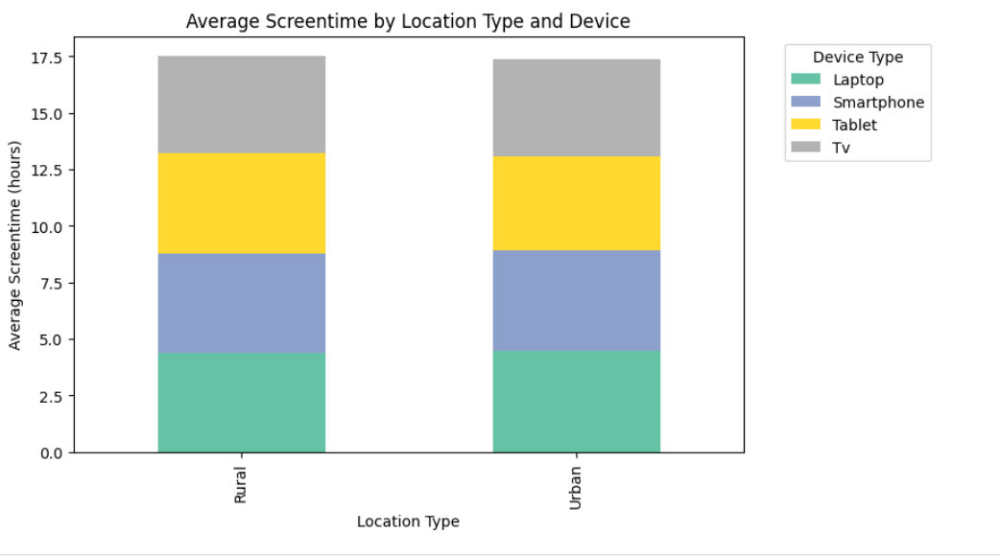 Average Screentime by Location Type and Device
17.5
15.0
12.5
10.0
7.5
5.0
2.5
0.0
Average Screentime (hours)
Rural
Urban
Location Type
Device Type
Laptop
Smartphone
Tablet
Tv